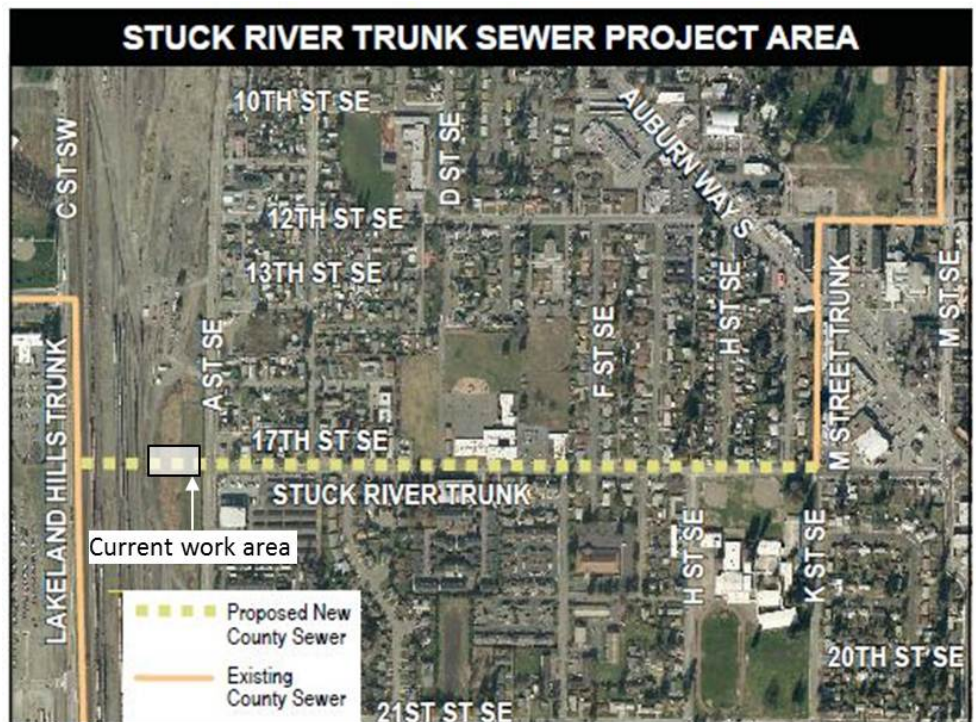 STUCK RIVER TRUNK SEWER PROJECT AREA
10TH ST SE
AUBURN WAY S
C ST SW
D ST SE
12TH ST SE
13TH ST SE
H ST SE
M STREET TRUNK
M ST SE
A ST SE
F ST SE
LAKELAND HILLS TRUNK
17TH ST SE
STUCK RIVER TRUNK
Current work area
H ST SE
K ST SE
Proposed New
County Sewer
Existing
County Sewer
20TH ST SE
21ST ST SE